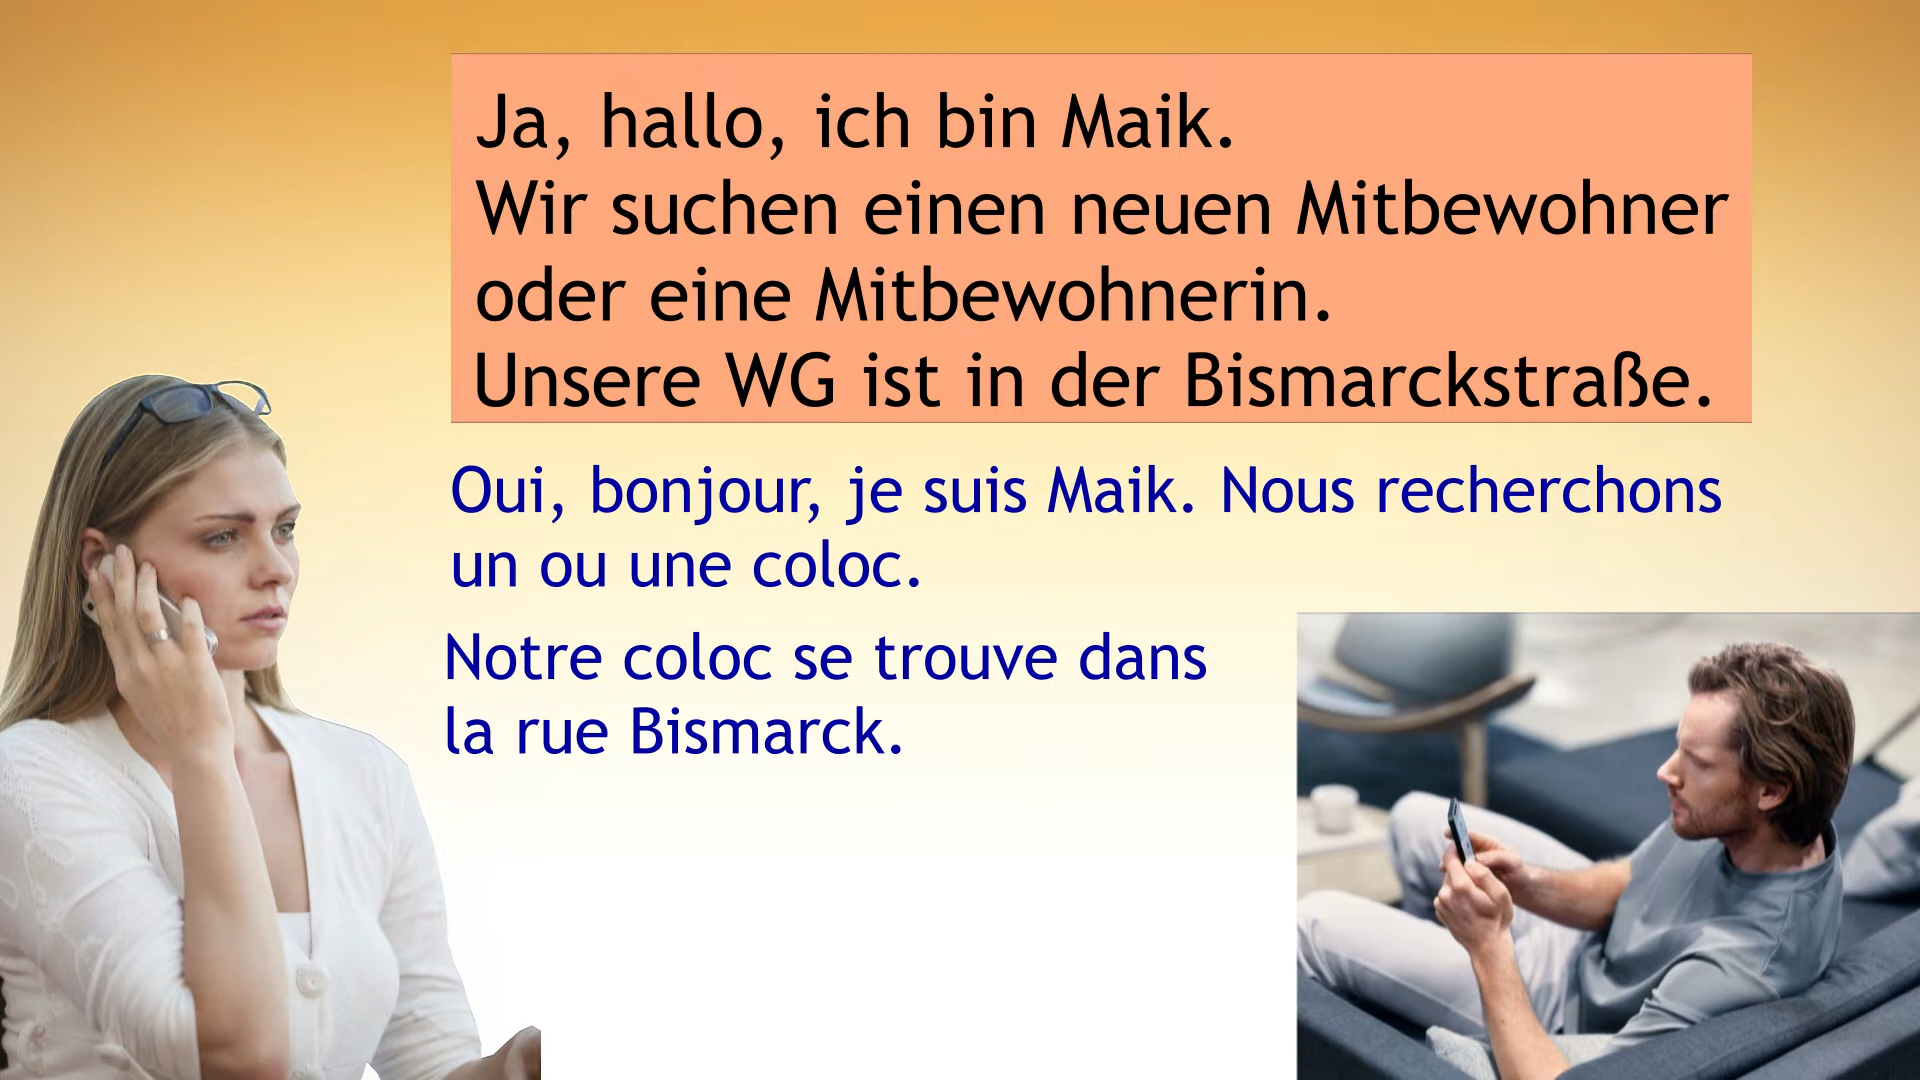 Ja, hallo, ich bin Maik.
Wir suchen einen neuen Mitbewohner
oder eine Mitbewohnerin.
Unsere WG ist in der Bismarckstraße.
Oui, bonjour, je suis Maik. Nous recherchons
un ou une coloc.
Notre coloc se trouve dans
la rue Bismarck.